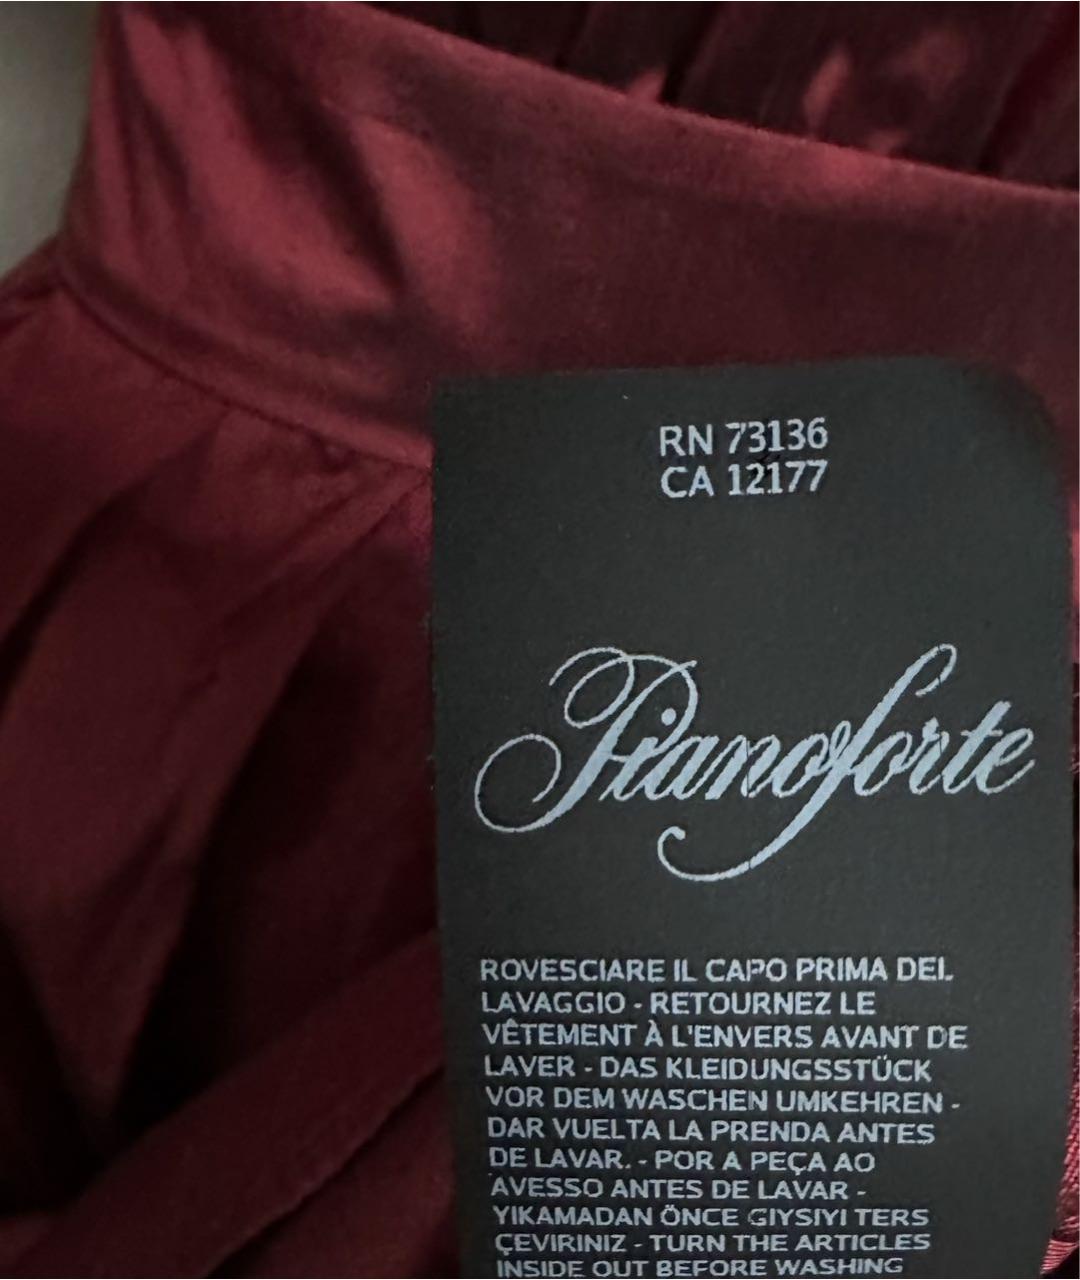 RN 73136
CA 12177
Pianoforte
ROVESCIARE IL CAPO PRIMA DEL
LAVAGGIO - RETOURNEZ LE
VÊTEMENT À L'ENVERS AVANT DE
LAVER - DAS KLEIDUNGSSTÜCK
VOR DEM WASCHEN UMKEHREN -
DAR VUELTA LA PRENDA ANTES
DE LAVAR. - POR A PEÇA AO
AVESSO ANTES DE LAVAR -
YIKAMADAN ÖNCE GIYSIYI TERS
ÇEVIRINIZ - TURN THE ARTICLES
INSIDE OUT BEFORE WASHING